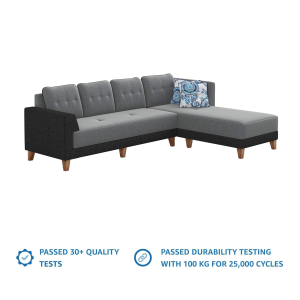 PASSED 30+ QUALITY
TESTS
PASSED DURABILITY TESTING
WITH 100 KG FOR 25,000 CYCLES